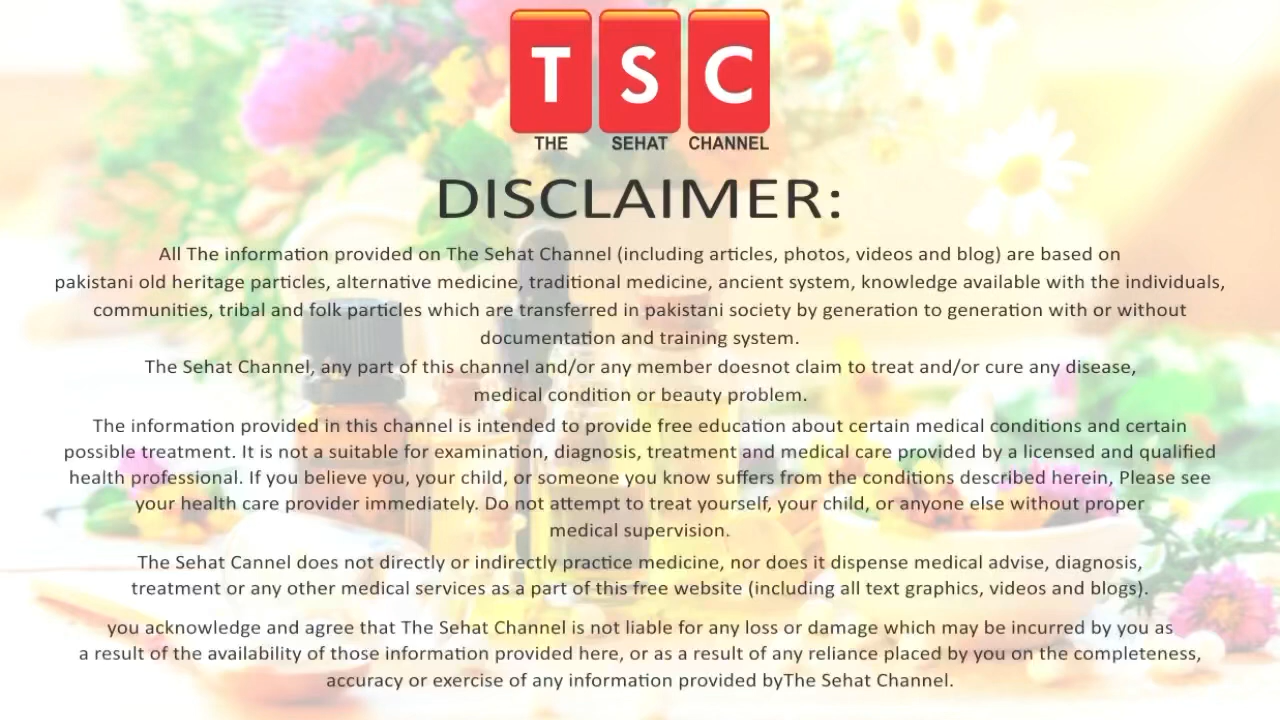 T S C
THE SEHAT CHANNEL
DISCLAIMER:
All The information provided on The Sehat Channel (including articles, photos, videos and blog) are based on
pakistani old heritage particles, alternative medicine, traditional medicine, ancient system, knowledge available with the individuals,
communities, tribal and folk particles which are transferred in pakistani society by generation to generation with or without
documentation and training system.
The Sehat Channel, any part of this channel and/or any member doesnot claim to treat and/or cure any disease,
medical condition or beauty problem.
The information provided in this channel is intended to provide free education about certain medical conditions and certain
possible treatment. It is not a suitable for examination, diagnosis, treatment and medical care provided by a licensed and qualified
health professional. If you believe you, your child, or someone you know suffers from the conditions described herein, Please see
your health care provider immediately. Do not attempt to treat yourself, your child, or anyone else without proper
medical supervision.
The Sehat Cannel does not directly or indirectly practice medicine, nor does it dispense medical advise, diagnosis,
treatment or any other medical services as a part of this free website (including all text graphics, videos and blogs).
you acknowledge and agree that The Sehat Channel is not liable for any loss or damage which may be incurred by you as
a result of the availability of those information provided here, or as a result of any reliance placed by you on the completeness,
accuracy or exercise of any information provided byThe Sehat Channel.